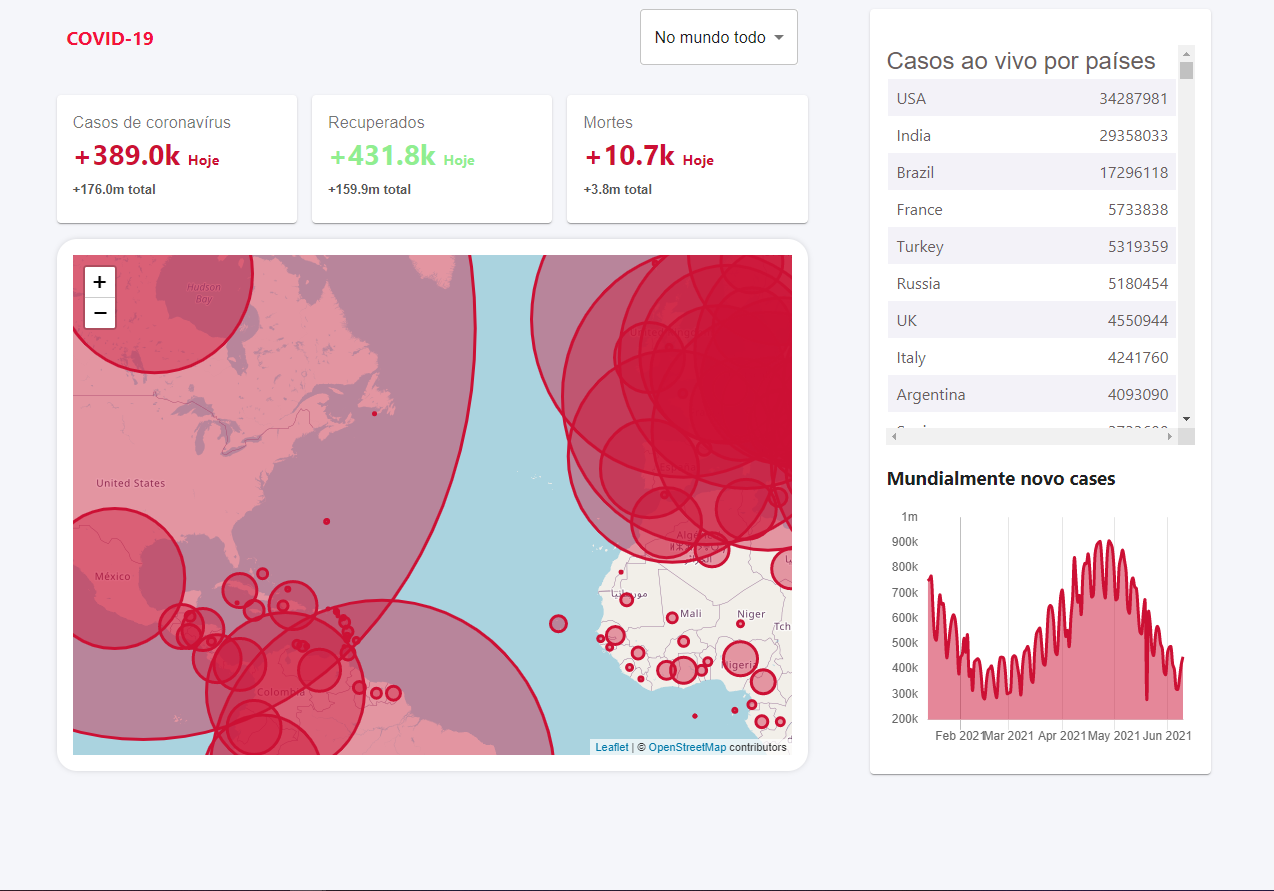 COVID-19
No mundo todo
Casos de coronavírus
+389.0k Hoje
+176.0m total
Recuperados
+431.8k Hoje
+159.9m total
Mortes
+10.7k Hoje
+3.8m total
+
−
Hudson
Bay
United States
México
Colombia
Mali
Niger
Nigeria
Leaflet | © OpenStreetMap contributors
Casos ao vivo por países
USA 34287981
India 29358033
Brazil 17296118
France 5733838
Turkey 5319359
Russia 5180454
UK 4550944
Italy 4241760
Argentina 4093090
Mundialmente novo cases
1m
900k
800k
700k
600k
500k
400k
300k
200k
Feb 2021 Mar 2021 Apr 2021 May 2021 Jun 2021